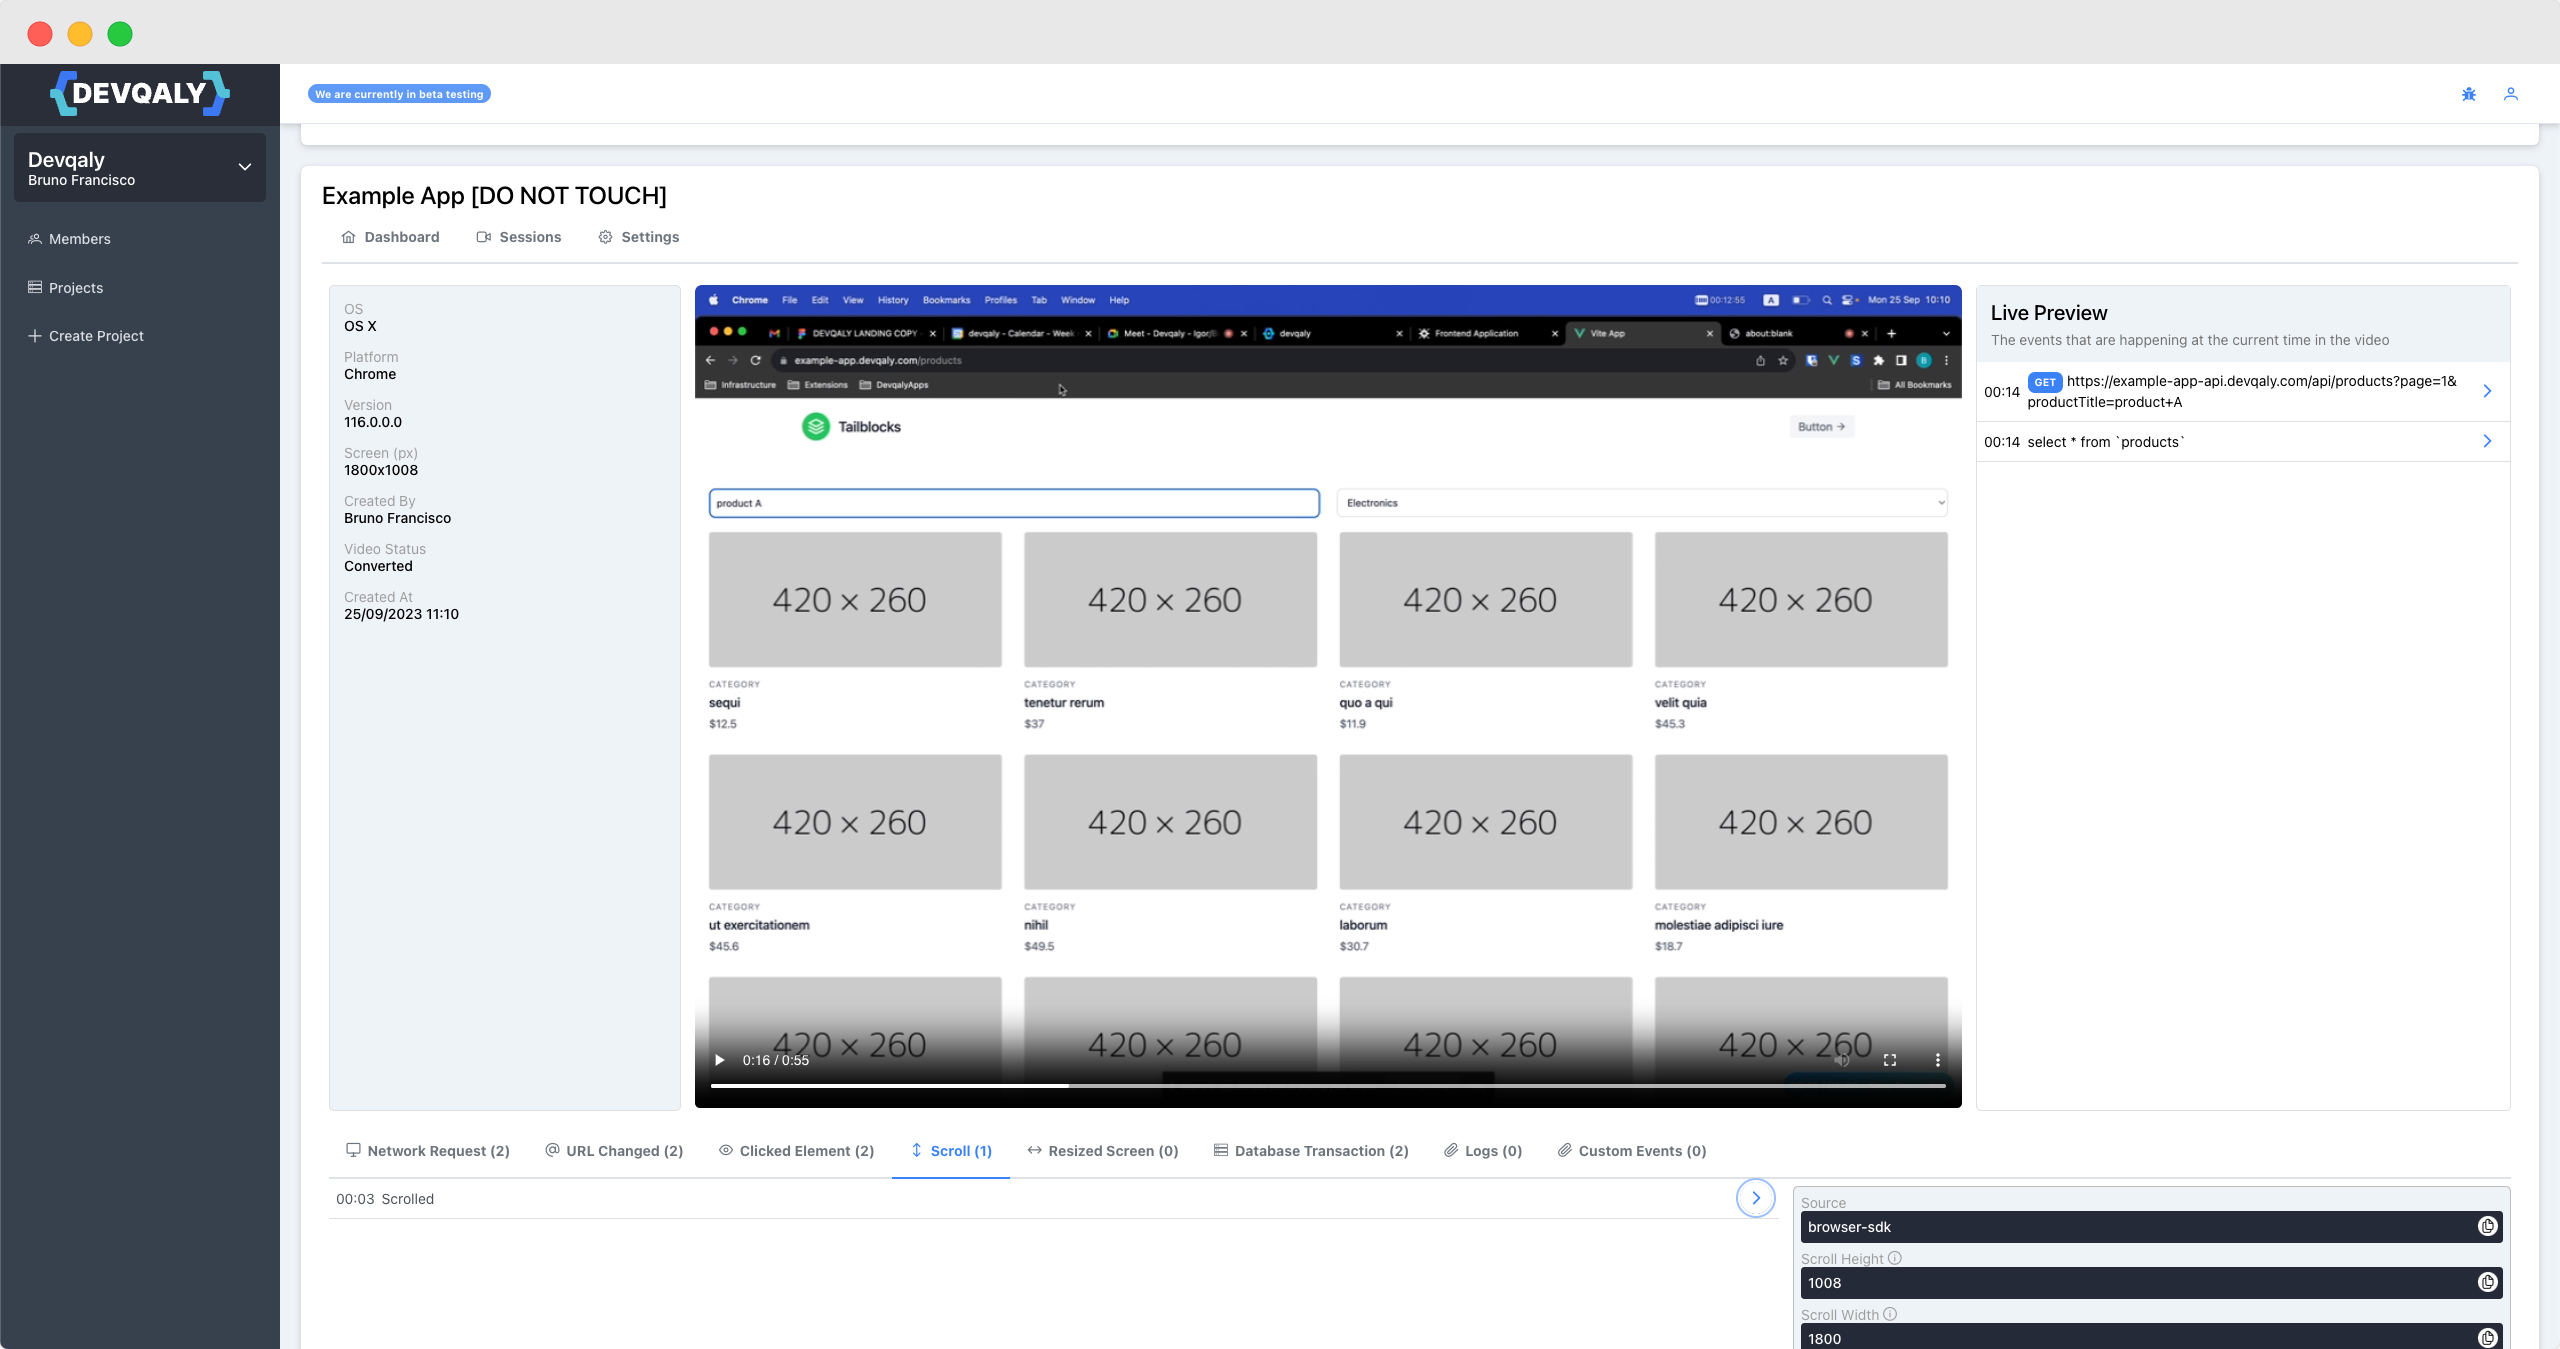 DEVQALY
We are currently in beta testing
Devqaly
Bruno Francisco
Members
Projects
Create Project
Example App [DO NOT TOUCH]
Dashboard Sessions Settings
OS
OS X
Platform
Chrome
Version
116.0.0.0
Screen (px)
1800x1008
Created By
Bruno Francisco
Video Status
Converted
Created At
25/09/2023 11:10
Chrome File Edit View History Bookmarks Profiles Tab Window Help 00:12:55 A Mon 25 Sep 10:10
DEVQALY LANDING COPY devqaly - Calendar - Week Meet - Devqaly - Igor/B devqaly Frontend Application Vite App about:blank
example-app.devqaly.com/products
Infrastructure Extensions DevqalyApps All Bookmarks
Tailblocks Button →
product A Electronics
420 × 260 420 × 260 420 × 260 420 × 260
CATEGORY CATEGORY CATEGORY CATEGORY
sequi tenetur rerum quo a qui velit quia
$12.5 $37 $11.9 $45.3
420 × 260 420 × 260 420 × 260 420 × 260
CATEGORY CATEGORY CATEGORY CATEGORY
ut exercitationem nihil laborum molestiae adipisci iure
$45.6 $49.5 $30.7 $18.7
420 × 260 420 × 260 420 × 260 420 × 260
0:16 / 0:55
Live Preview
The events that are happening at the current time in the video
00:14 GET https://example-app-api.devqaly.com/api/products?page=1&
productTitle=product+A
00:14 select * from `products`
Network Request (2) URL Changed (2) Clicked Element (2) Scroll (1) Resized Screen (0) Database Transaction (2) Logs (0) Custom Events (0)
00:03 Scrolled
Source
browser-sdk
Scroll Height
1008
Scroll Width
1800